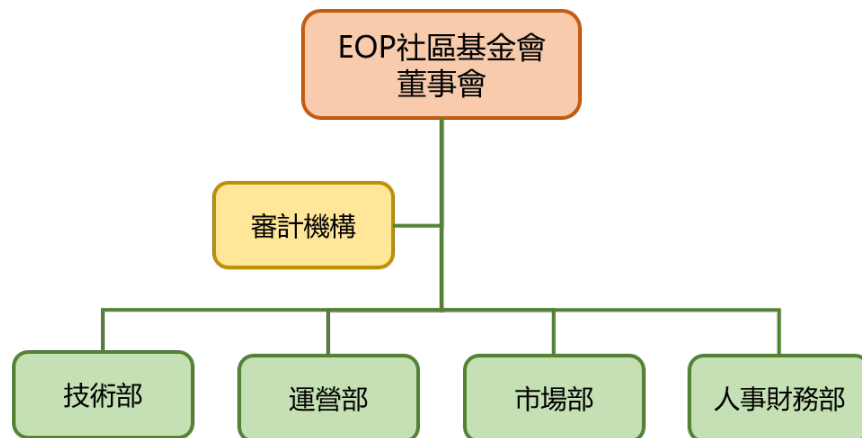 EOP社區基金會
董事會
審計機構
技術部
運營部
市場部
人事財務部